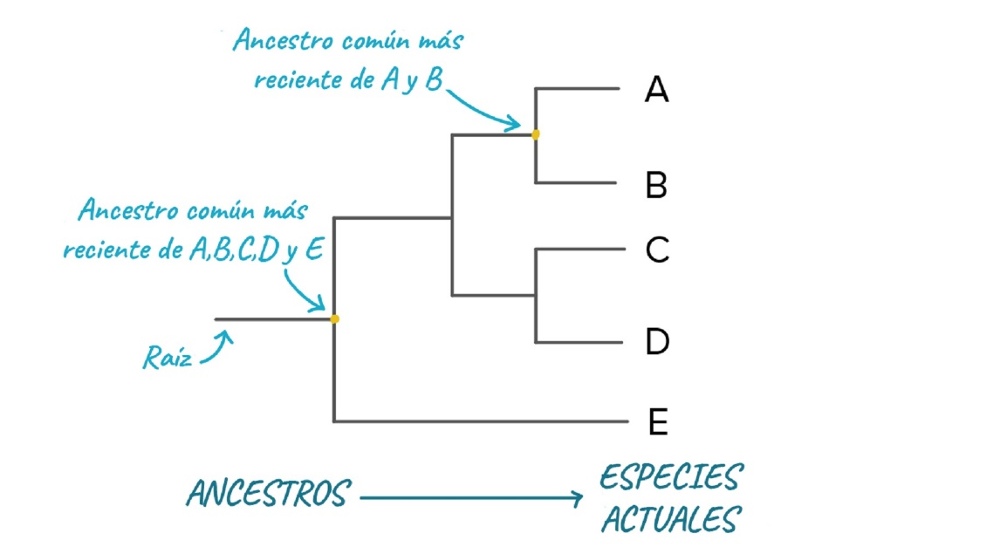 Ancestro común más
reciente de A y B
A
B
Ancestro común más
reciente de A,B,C,D y E
C
D
Raíz
E
ANCESTROS
ESPECIES
ACTUALES